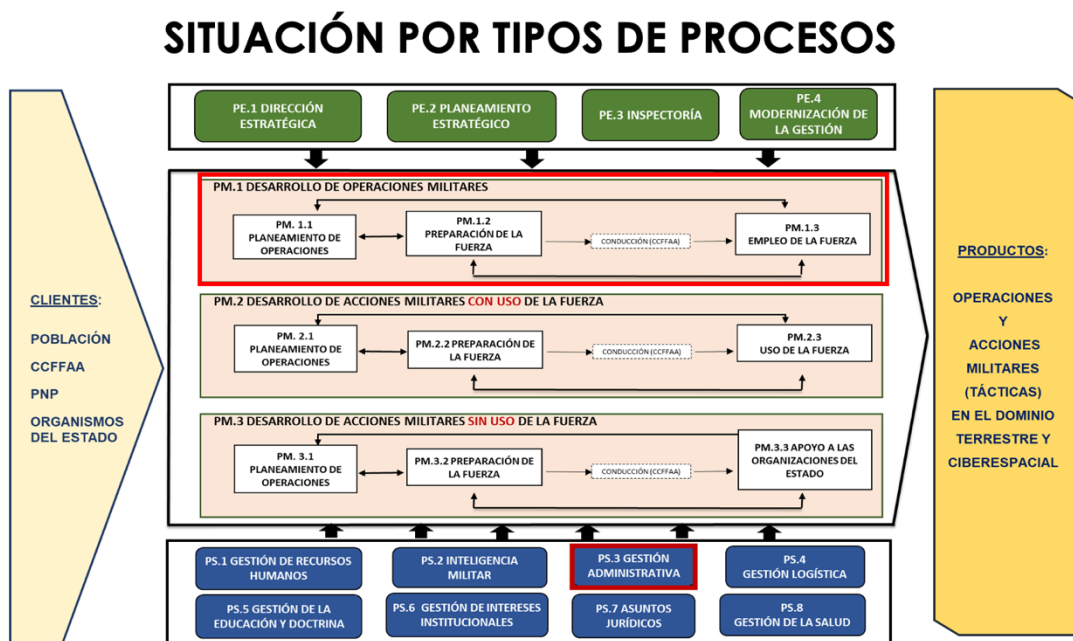 SITUACIÓN POR TIPOS DE PROCESOS
CLIENTES:
POBLACIÓN
CCFFAA
PNP
ORGANISMOS
DEL ESTADO
PE.1 DIRECCIÓN
ESTRATÉGICA
PE.2 PLANEAMIENTO
ESTRATÉGICO
PE.3 INSPECTORÍA
PE.4
MODERNIZACIÓN DE
LA GESTIÓN
PM.1 DESARROLLO DE OPERACIONES MILITARES
PM. 1.1
PLANEAMIENTO DE
OPERACIONES
PM.1.2
PREPARACIÓN DE LA
FUERZA
CONDUCCIÓN (CCFFAA)
PM.1.3
EMPLEO DE LA FUERZA
PM.2 DESARROLLO DE ACCIONES MILITARES CON USO DE LA FUERZA
PM. 2.1
PLANEAMIENTO DE
OPERACIONES
PM.2.2 PREPARACIÓN DE
LA FUERZA
CONDUCCIÓN (CCFFAA)
PM.2.3
USO DE LA FUERZA
PM.3 DESARROLLO DE ACCIONES MILITARES SIN USO DE LA FUERZA
PM. 3.1
PLANEAMIENTO DE
OPERACIONES
PM.3.2 PREPARACIÓN DE
LA FUERZA
CONDUCCIÓN (CCFFAA)
PM.3.3 APOYO A LAS
ORGANIZACIONES DEL
ESTADO
PS.1 GESTIÓN DE RECURSOS
HUMANOS
PS.2 INTELIGENCIA
MILITAR
PS.3 GESTIÓN
ADMINISTRATIVA
PS.4
GESTIÓN LOGÍSTICA
PS.5 GESTIÓN DE LA
EDUCACIÓN Y DOCTRINA
PS.6 GESTIÓN DE INTERESES
INSTITUCIONALES
PS.7 ASUNTOS
JURÍDICOS
PS.8
GESTIÓN DE LA SALUD
PRODUCTOS:
OPERACIONES
Y
ACCIONES
MILITARES
(TÁCTICAS)
EN EL DOMINIO
TERRESTRE Y
CIBERESPACIAL